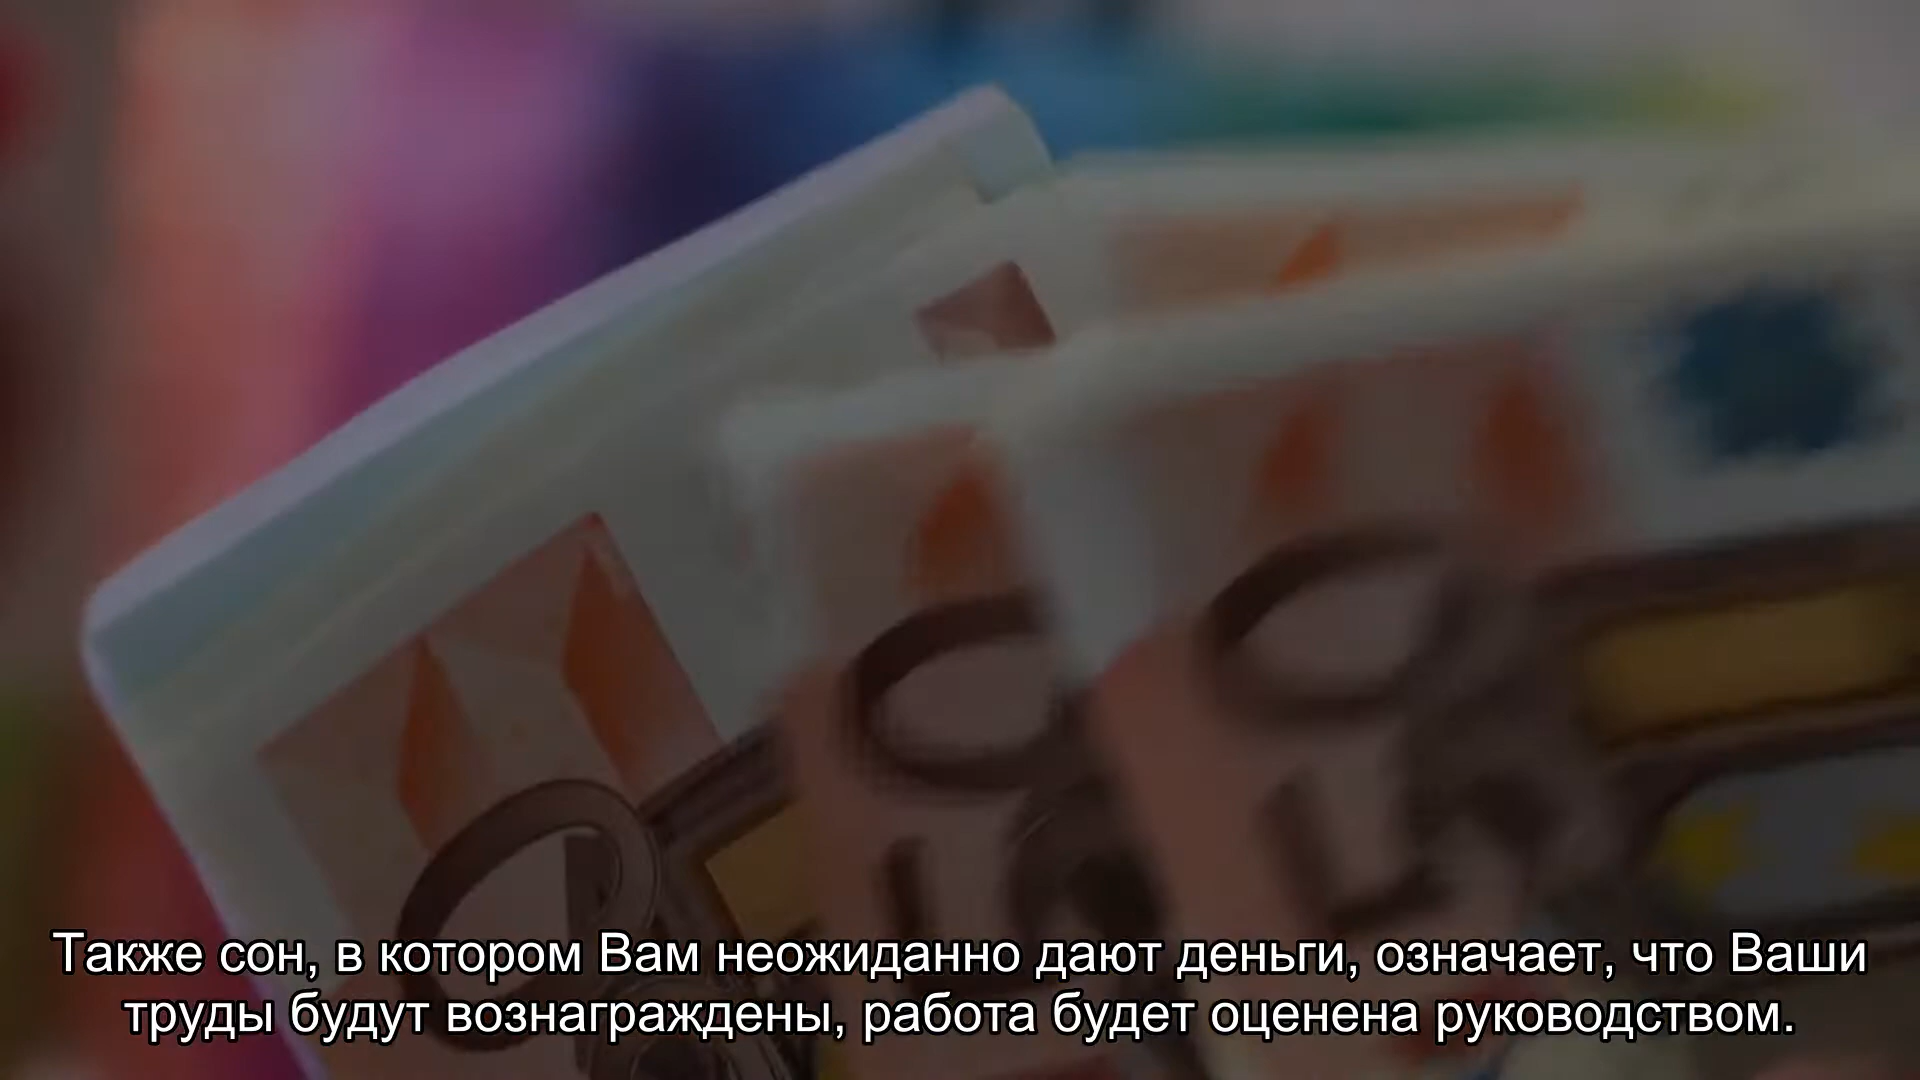 Также сон, в котором Вам неожиданно дают деньги, означает, что Ваши
труды будут вознаграждены, работа будет оценена руководством.